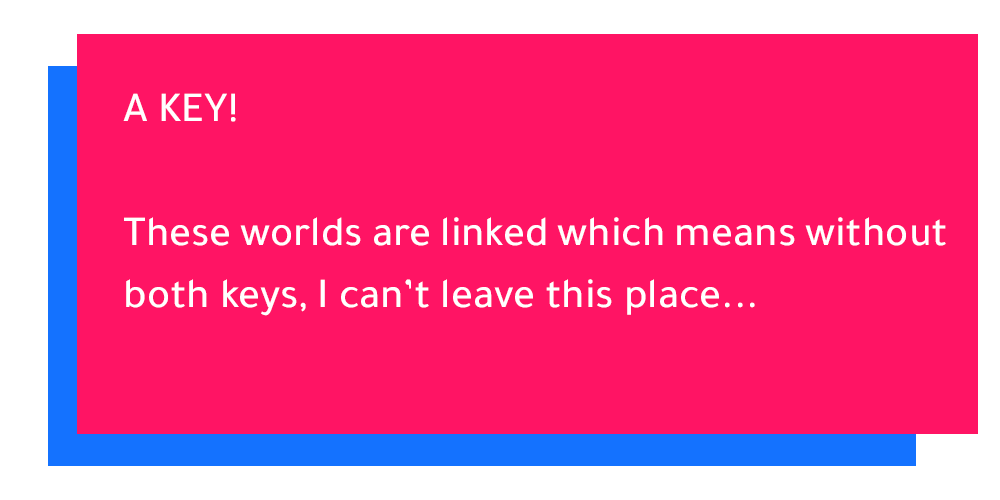 A KEY!
These worlds are linked which means without
both keys, I can’t leave this place...